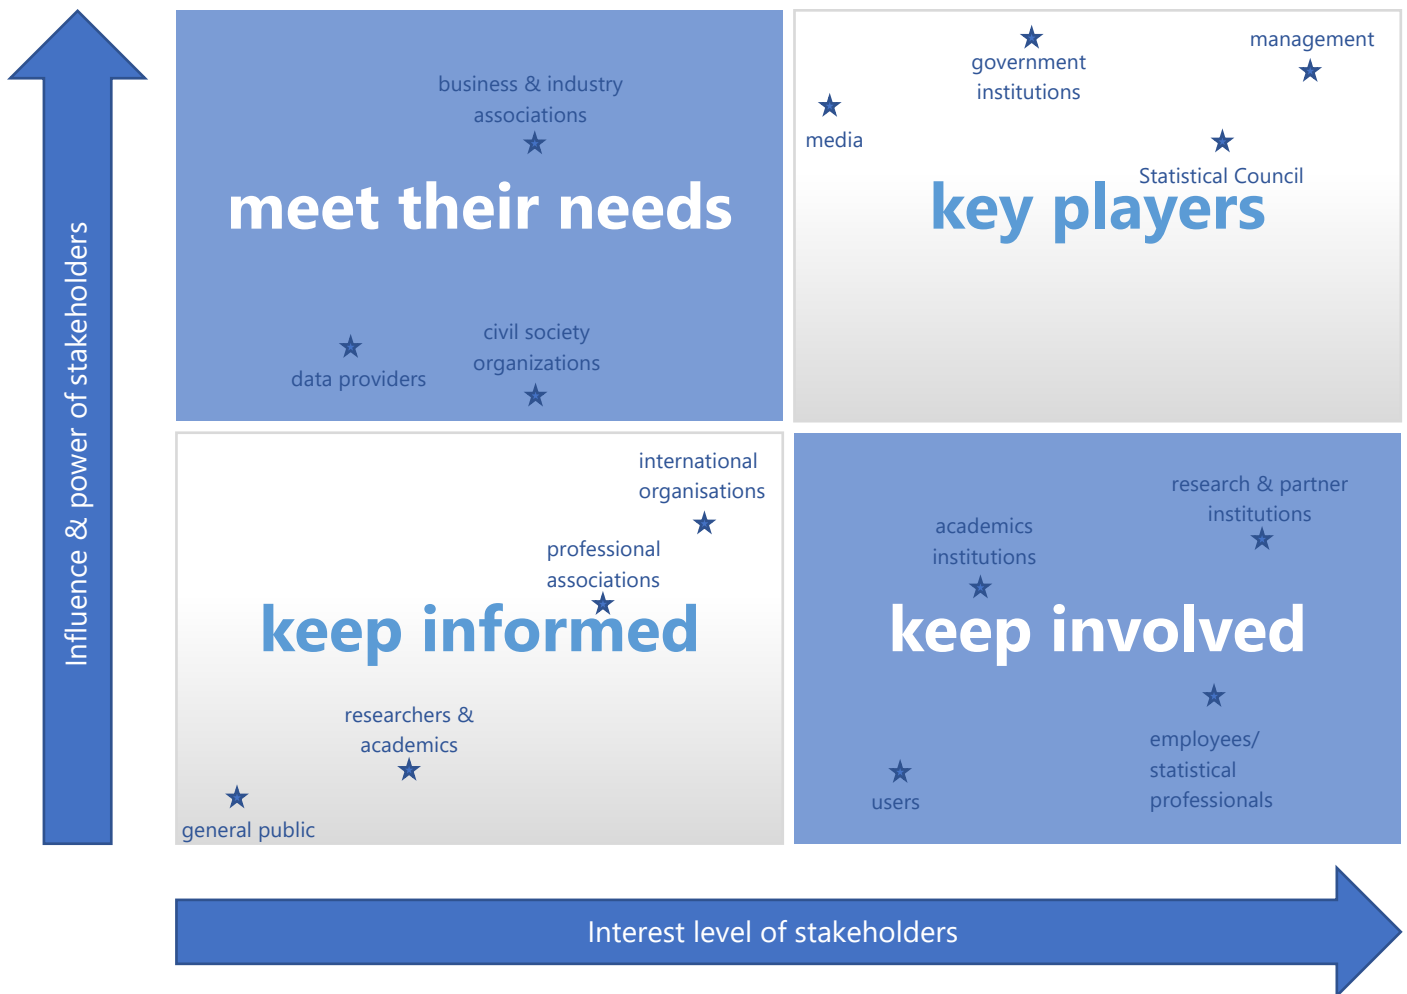 Influence & power of stakeholders
business & industry
associations
meet their needs
civil society
organizations
data providers
government
institutions
management
media
Statistical Council
key players
international
organisations
professional
associations
keep informed
researchers &
academics
general public
research & partner
institutions
academics
institutions
keep involved
employees/
statistical
professionals
users
Interest level of stakeholders